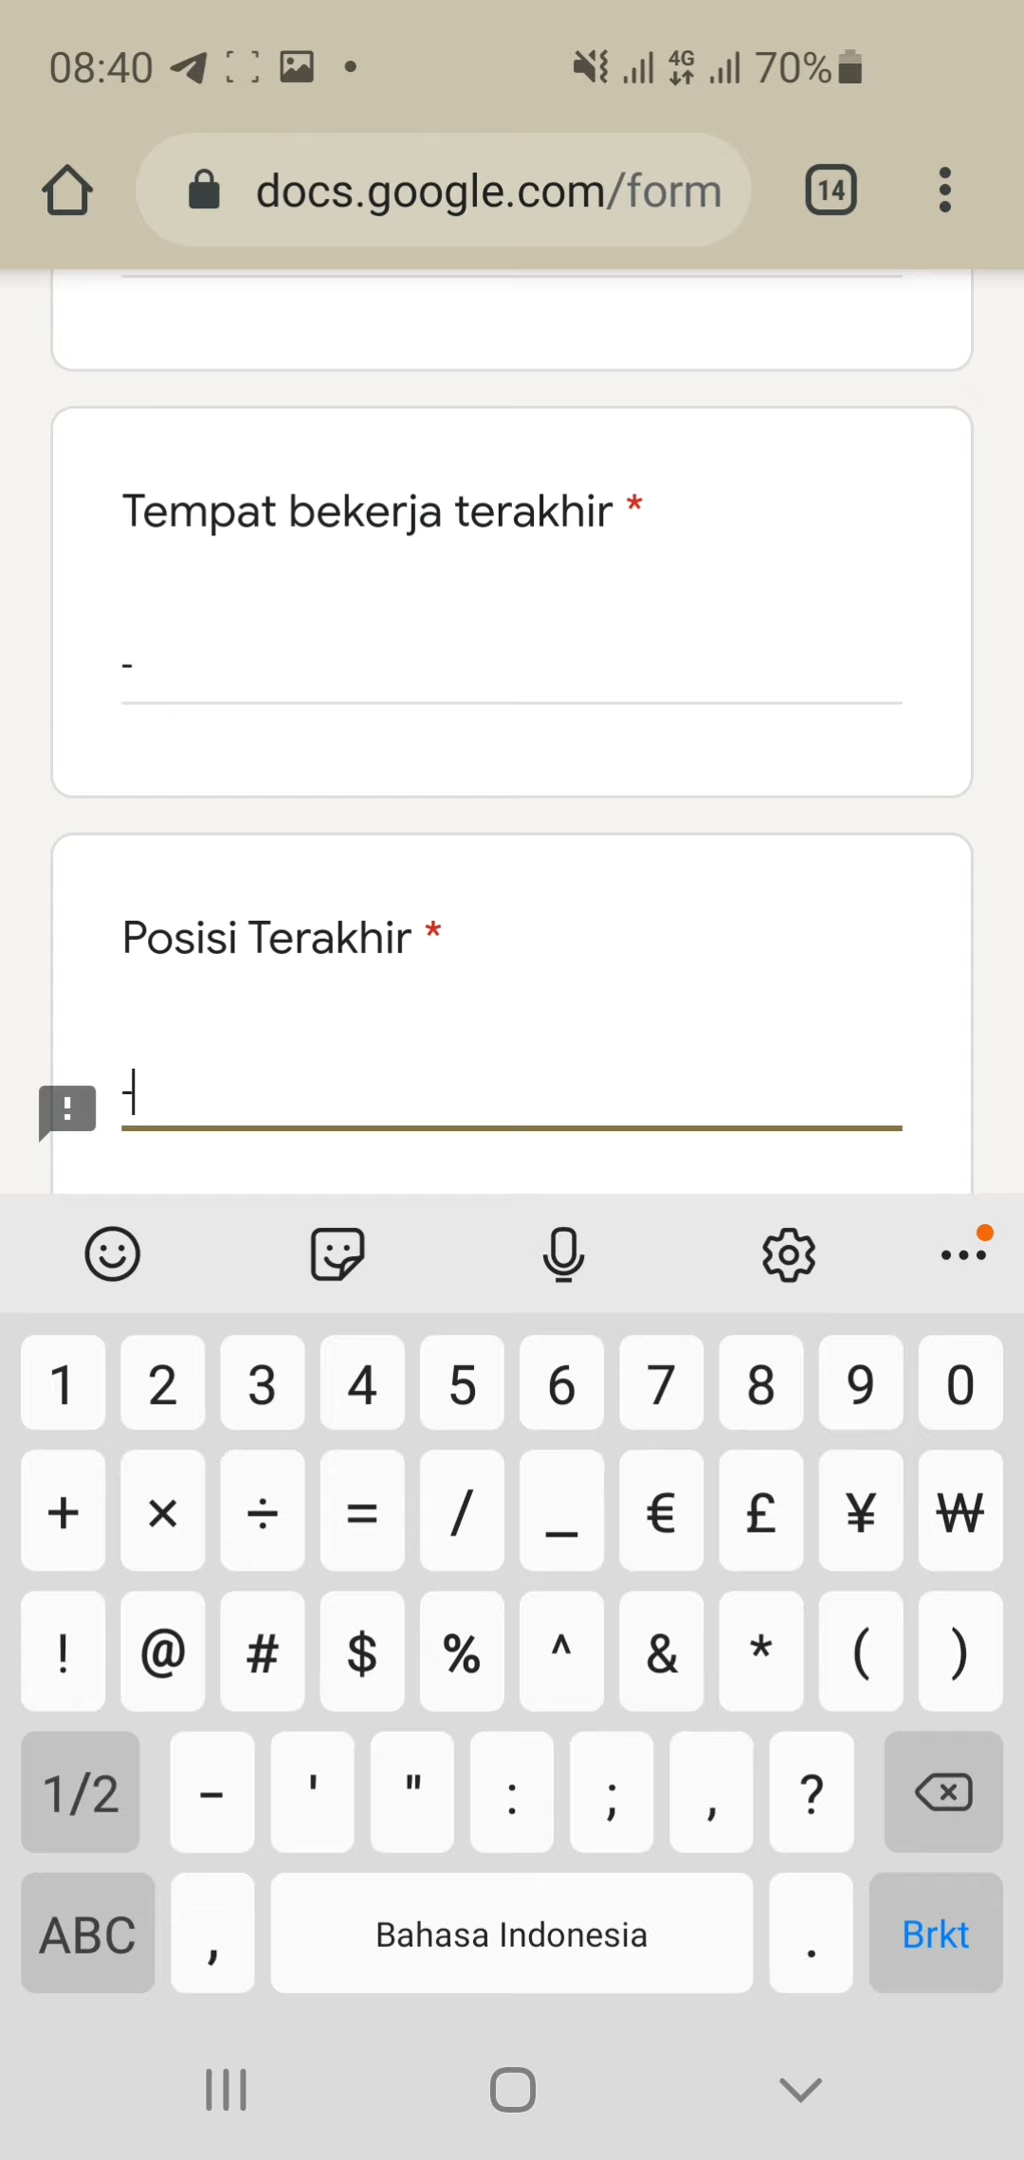 08:40 4G 70%
docs.google.com/form 14
Tempat bekerja terakhir *
-
Posisi Terakhir *
-
!
1 2 3 4 5 6 7 8 9 0
+ × ÷ = / _ € £ ¥ ₩
! @ # $ % ^ & * ( )
1/2 - ' " : ; , ?
ABC , Bahasa Indonesia . Brkt